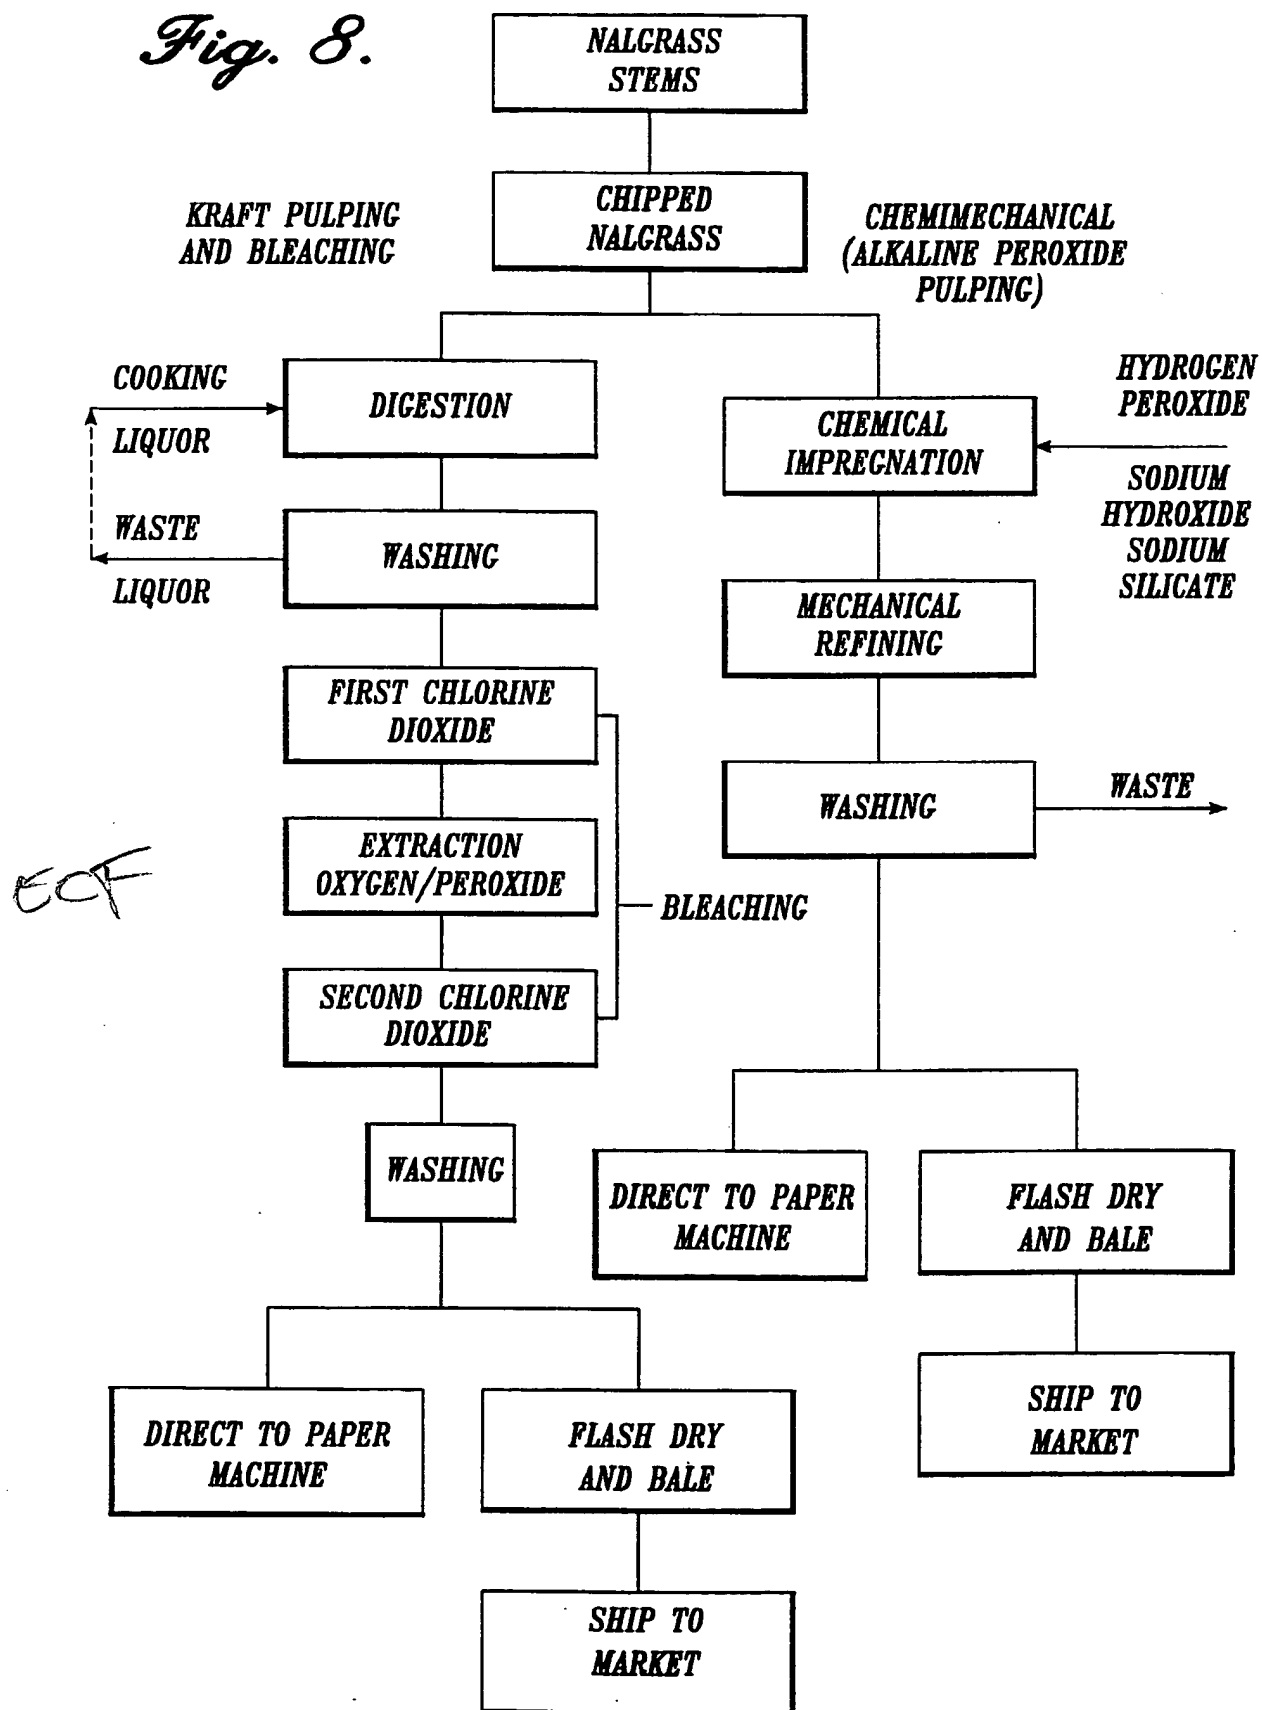 Fig. 8.
NALGRASS
STEMS
CHIPPED
NALGRASS
KRAFT PULPING
AND BLEACHING
CHEMIMECHANICAL
(ALKALINE PEROXIDE
PULPING)
COOKING
LIQUOR
DIGESTION
WASTE
LIQUOR
WASHING
FIRST CHLORINE
DIOXIDE
EXTRACTION
OXYGEN/PEROXIDE
SECOND CHLORINE
DIOXIDE
BLEACHING
ECF
WASHING
DIRECT TO PAPER
MACHINE
FLASH DRY
AND BALE
SHIP TO
MARKET
CHEMICAL
IMPREGNATION
HYDROGEN
PEROXIDE
SODIUM
HYDROXIDE
SODIUM
SILICATE
MECHANICAL
REFINING
WASHING
WASTE
DIRECT TO PAPER
MACHINE
FLASH DRY
AND BALE
SHIP TO
MARKET